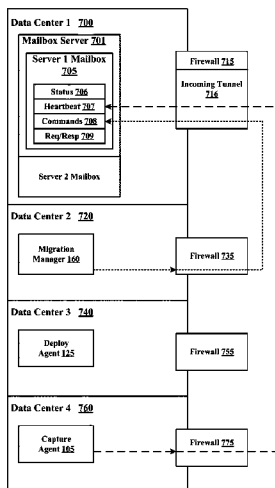 Data Center 1 700
Mailbox Server 701
Server 1 Mailbox
705
Status 706
Heartbeat 707
Commands 708
Req/Resp 709
Server 2 Mailbox
Firewall 715
Incoming Tunnel
716
Data Center 2 720
Migration
Manager 160
Firewall 735
Data Center 3 740
Deploy
Agent 125
Firewall 755
Data Center 4 760
Capture
Agent 105
Firewall 775